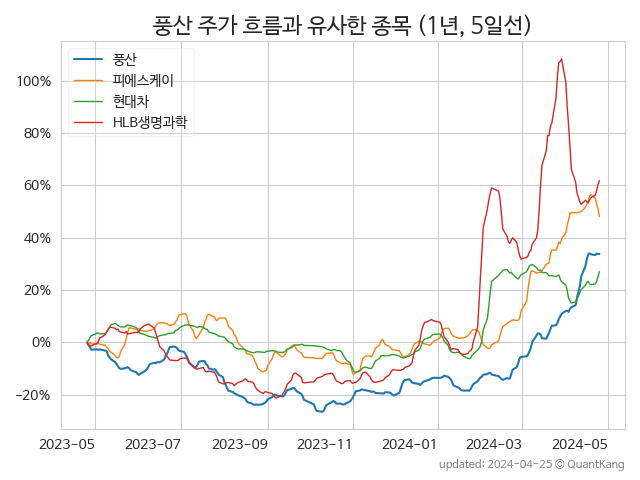 풍산 주가 흐름과 유사한 종목 (1년, 5일선)
풍산
피에스케이
현대차
HLB생명과학
100%
80%
60%
40%
20%
0%
−20%
2023−05 2023−07 2023−09 2023−11 2024−01 2024−03 2024−05
updated: 2024-04-25 © QuantKang